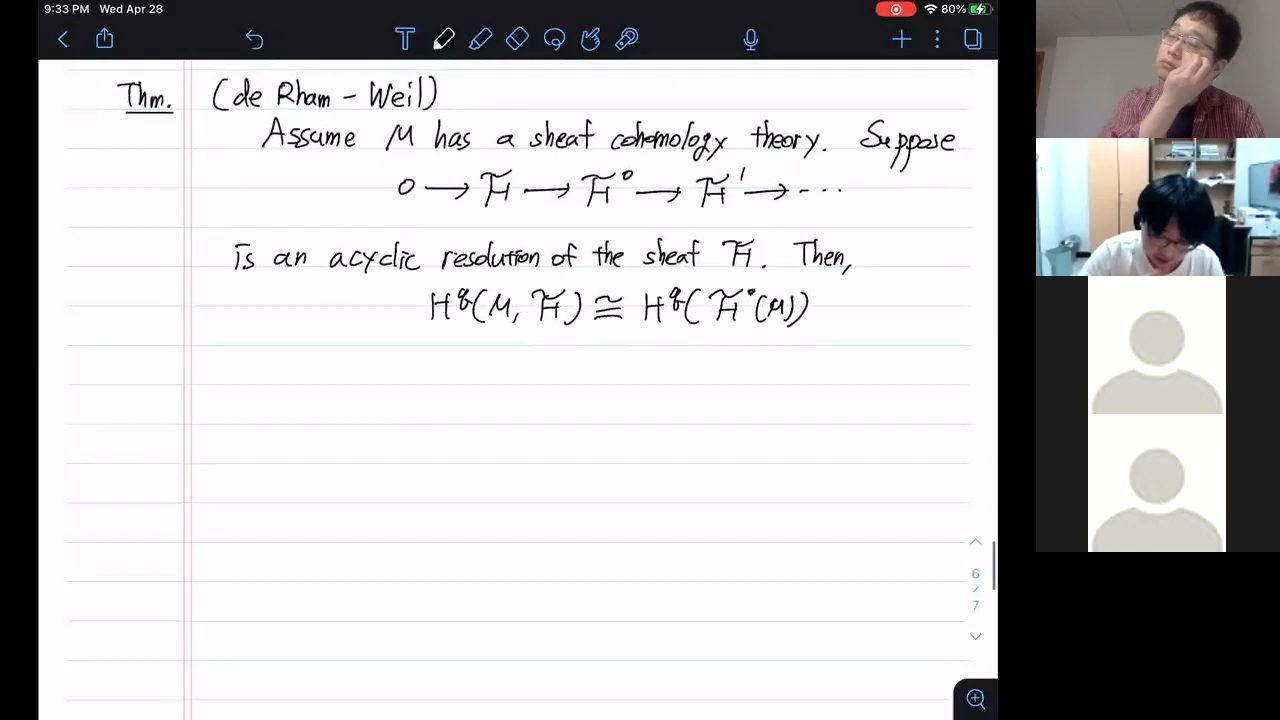 9:33 PM Wed Apr 28
80%
Thm. (de Rham - Weil)
Assume M has a sheaf cohomology theory. Suppose
0 → ℱ → ℱ⁰ → ℱ¹ → ...
is an acyclic resolution of the sheaf ℱ. Then,
H^q(M, ℱ) ≅ H^q(ℱ^•(M))
6
/
7